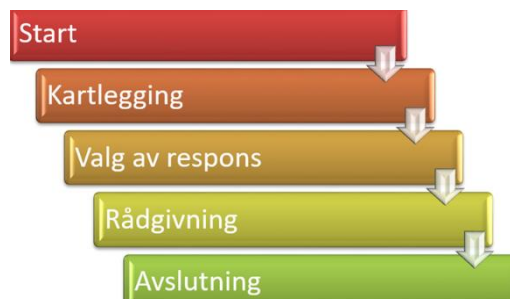 Start
Kartlegging
Valg av respons
Rådgivning
Avslutning